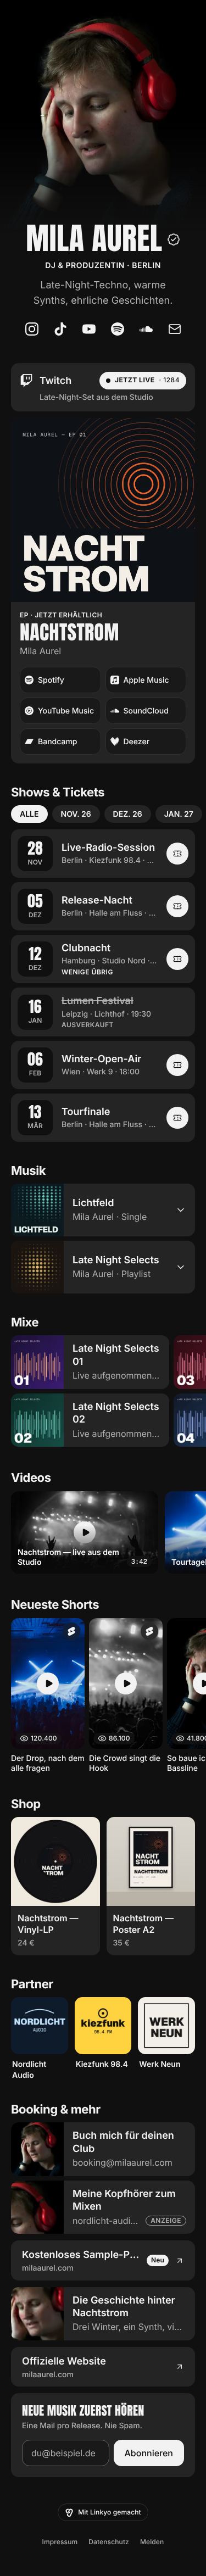 MILA AUREL
DJ & PRODUZENTIN · BERLIN
Late-Night-Techno, warme
Synths, ehrliche Geschichten.
Twitch
JETZT LIVE · 1284
Late-Night-Set aus dem Studio
MILA AUREL — EP 01
NACHT
STROM
EP · JETZT ERHÄLTLICH
NACHTSTROM
Mila Aurel
Spotify
Apple Music
YouTube Music
SoundCloud
Bandcamp
Deezer
Shows & Tickets
ALLE
NOV. 26
DEZ. 26
JAN. 27
28
NOV
Live-Radio-Session
Berlin · Kiezfunk 98.4 · ...
05
DEZ
Release-Nacht
Berlin · Halle am Fluss · ...
12
DEZ
Clubnacht
Hamburg · Studio Nord ·...
WENIGE ÜBRIG
16
JAN
Lumen Festival
Leipzig · Lichthof · 19:30
AUSVERKAUFT
06
FEB
Winter-Open-Air
Wien · Werk 9 · 18:00
13
MÄR
Tourfinale
Berlin · Halle am Fluss · ...
Musik
LICHTFELD
Lichtfeld
Mila Aurel · Single
Late Night Selects
Mila Aurel · Playlist
Mixe
01
Late Night Selects
01
Live aufgenommen...
03
02
Late Night Selects
02
Live aufgenommen...
04
Videos
Nachtstrom — live aus dem
Studio
3:42
Tourtage
Neueste Shorts
120.400
86.100
41.800
Der Drop, nach dem
alle fragen
Die Crowd singt die
Hook
So baue ic
Bassline
Shop
NACHT
STROM
NACHT
STROM
Nachtstrom —
Vinyl-LP
24 €
Nachtstrom —
Poster A2
35 €
Partner
NORDLICHT
AUDIO
kiezfunk
98.4 FM
WERK
NEUN
Nordlicht
Audio
Kiezfunk 98.4
Werk Neun
Booking & mehr
Buch mich für deinen
Club
booking@milaaurel.com
Meine Kopfhörer zum
Mixen
nordlicht-audi...
ANZEIGE
Kostenloses Sample-P...
milaaurel.com
Neu
Die Geschichte hinter
Nachtstrom
Drei Winter, ein Synth, vi...
Offizielle Website
milaaurel.com
NEUE MUSIK ZUERST HÖREN
Eine Mail pro Release. Nie Spam.
du@beispiel.de
Abonnieren
Mit Linkyo gemacht
Impressum
Datenschutz
Melden